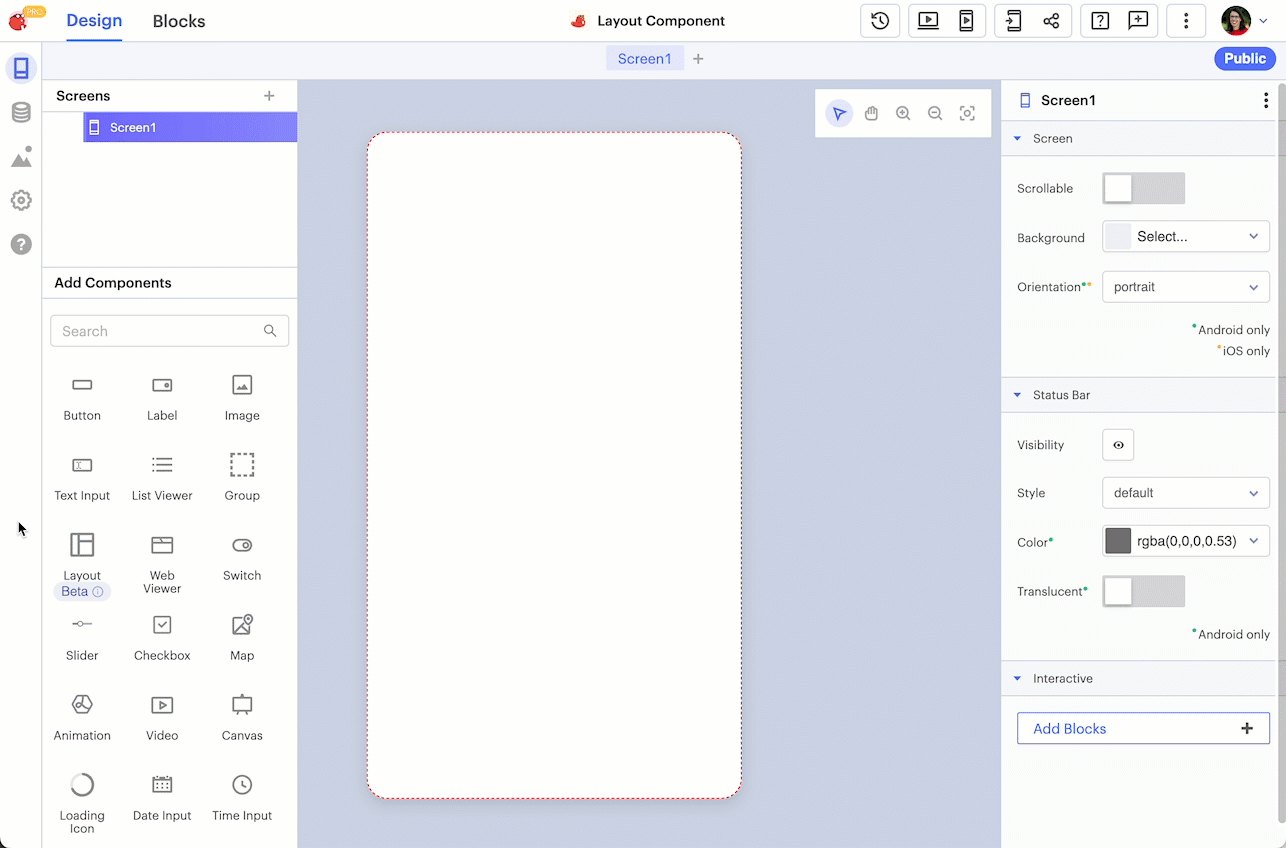 PRO
Design
Blocks
Layout Component
Screen1
Public
Screens
Screen1
Add Components
Search
Button
Label
Image
Text Input
List Viewer
Group
Layout
Beta
Web
Viewer
Switch
Slider
Checkbox
Map
Animation
Video
Canvas
Loading
Icon
Date Input
Time Input
Screen1
Screen
Scrollable
Background
Select...
Orientation
portrait
Android only
iOS only
Status Bar
Visibility
Style
default
Color
rgba(0,0,0,0.53)
Translucent
Android only
Interactive
Add Blocks